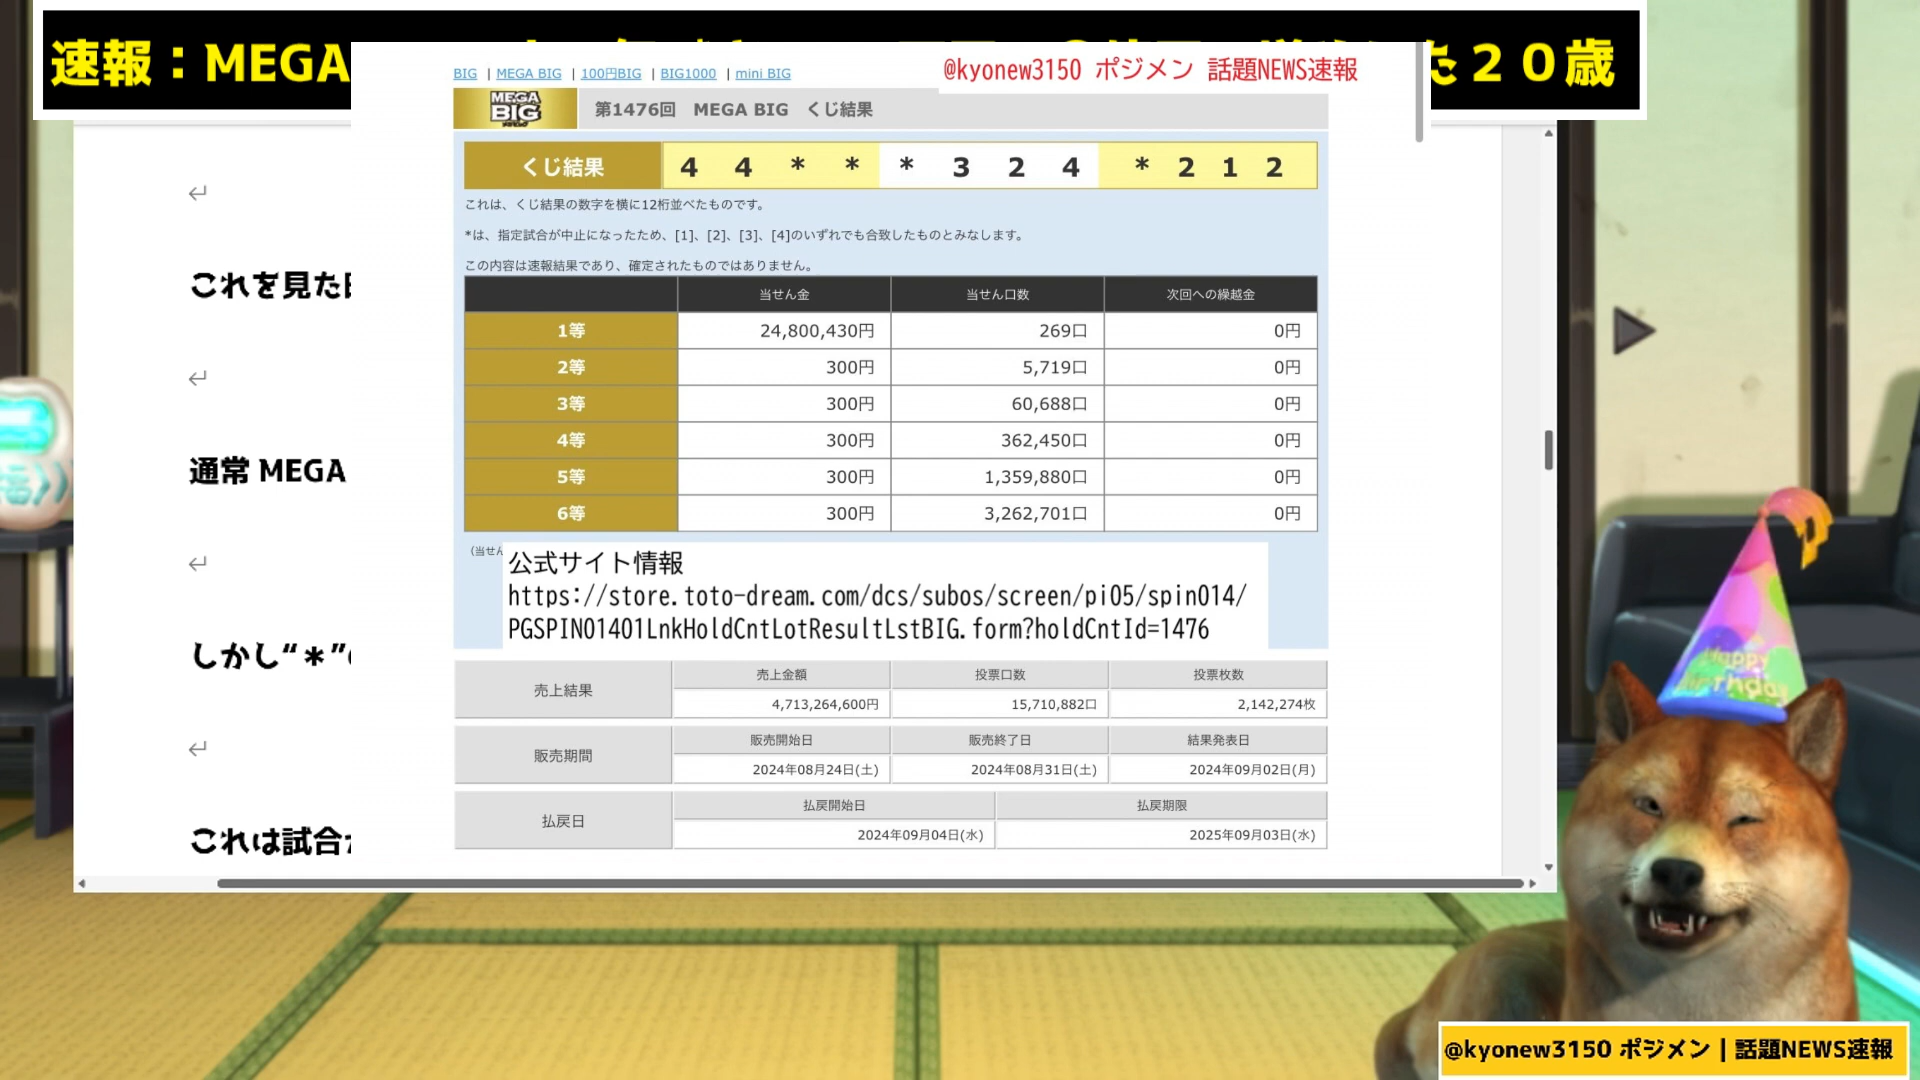 速報：MEGA
た２０歳
BIG | MEGA BIG | 100円BIG | BIG1000 | mini BIG
@kyonew3150 ポジメン 話題NEWS速報
MEGA BIG
第1476回 MEGA BIG くじ結果
くじ結果 4 4 * * * 3 2 4 * 2 1 2
これは、くじ結果の数字を横に12桁並べたものです。
*は、指定試合が中止になったため、[1]、[2]、[3]、[4]のいずれでも合致したものとみなします。
この内容は速報結果であり、確定されたものではありません。
当せん金 当せん口数 次回への繰越金
1等 24,800,430円 269口 0円
2等 300円 5,719口 0円
3等 300円 60,688口 0円
4等 300円 362,450口 0円
5等 300円 1,359,880口 0円
6等 300円 3,262,701口 0円
(当せん
公式サイト情報
https://store.toto-dream.com/dcs/subos/screen/pi05/spin014/
PGSPIN01401LnkHoldCntLotResultLstBIG.form?holdCntId=1476
売上結果
売上金額 投票口数 投票枚数
4,713,264,600円 15,710,882口 2,142,274枚
販売期間
販売開始日 販売終了日 結果発表日
2024年08月24日(土) 2024年08月31日(土) 2024年09月02日(月)
払戻日
払戻開始日 払戻期限
2024年09月04日(水) 2025年09月03日(水)
これを見た
通常 MEGA
しかし“＊”
これは試合
Happy
Birthday
@kyonew3150 ポジメン | 話題NEWS速報